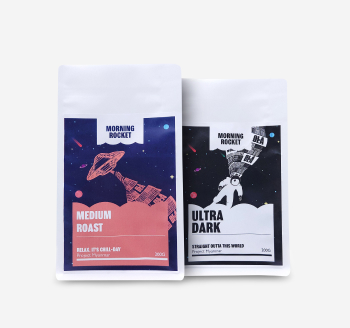 MORNING
ROCKET
MEDIUM
ROAST
RELAX, IT'S CHILL-DAY
MORNING
ROCKET
ULTRA
DARK
STRAIGHT OUTTA THIS WORLD